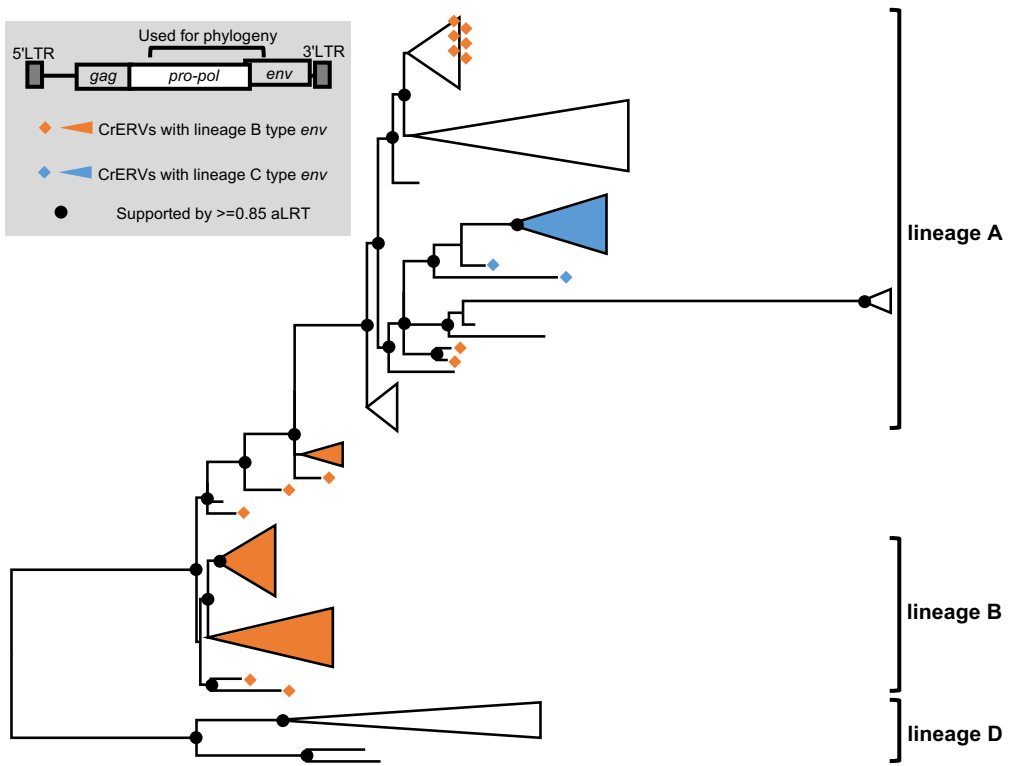 Used for phylogeny
5'LTR
3'LTR
gag
pro-pol
env
CrERVs with lineage B type env
CrERVs with lineage C type env
Supported by >=0.85 aLRT
lineage A
lineage B
lineage D